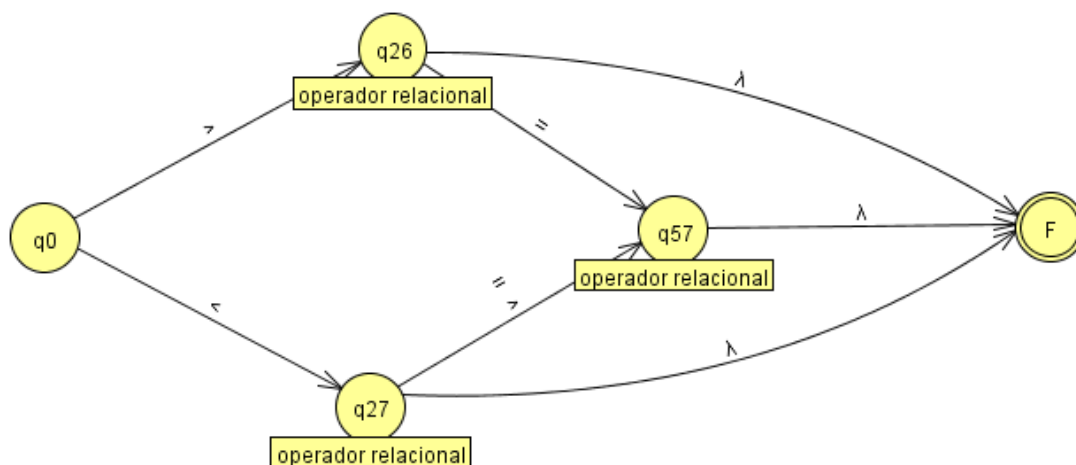 q26
λ
operador relacional
=
>
q57
λ
F
q0
operador relacional
=
>
<
λ
q27
operador relacional